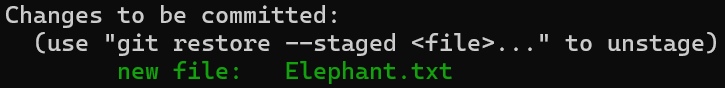 Changes to be committed:
  (use "git restore --staged <file>..." to unstage)
        new file:   Elephant.txt